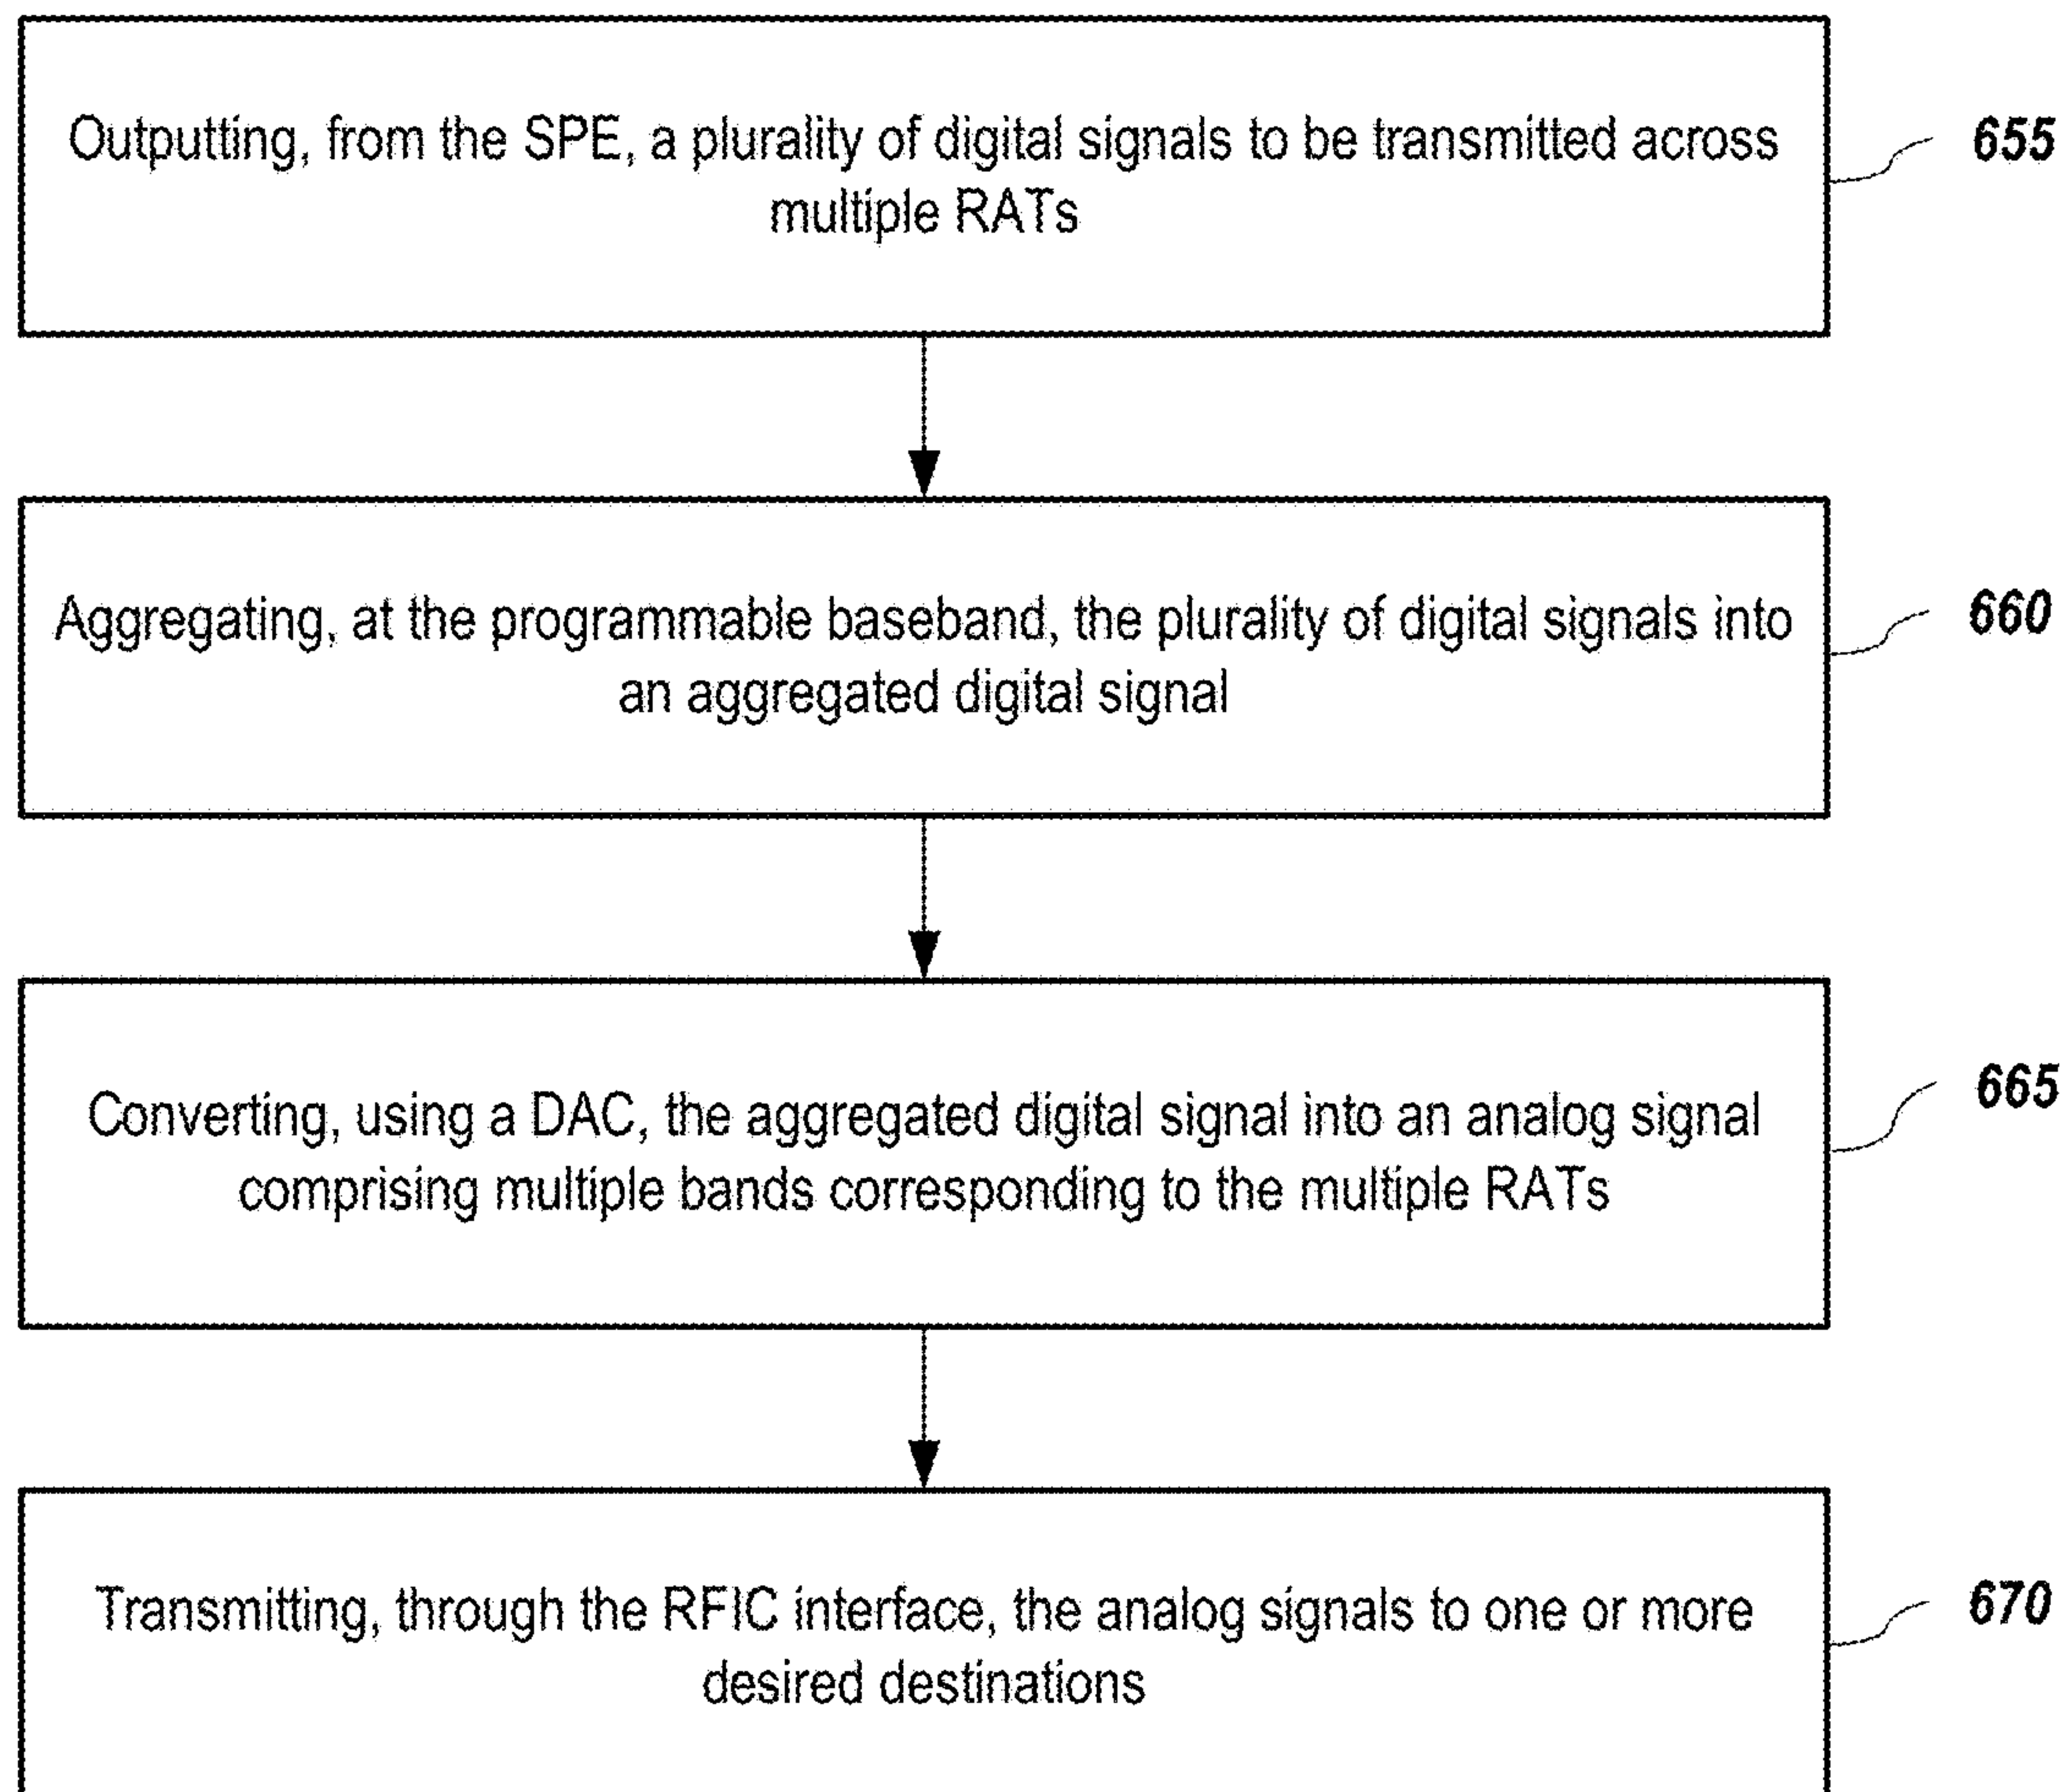 Outputting, from the SPE, a plurality of digital signals to be transmitted across
multiple RATs
655
Aggregating, at the programmable baseband, the plurality of digital signals into
an aggregated digital signal
660
Converting, using a DAC, the aggregated digital signal into an analog signal
comprising multiple bands corresponding to the multiple RATs
665
Transmitting, through the RFIC interface, the analog signals to one or more
desired destinations
670